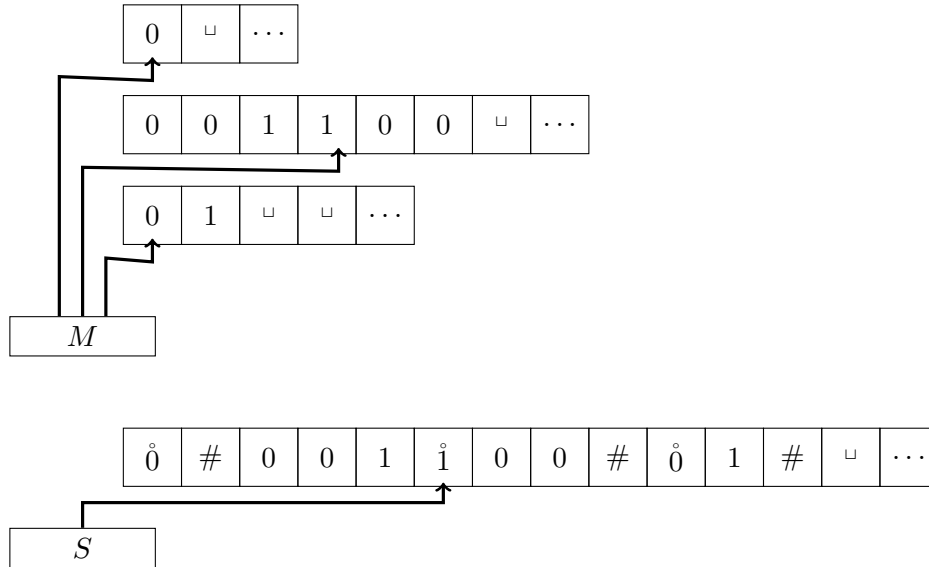 0 ␣ ⋯
0 0 1 1 0 0 ␣ ⋯
0 1 ␣ ␣ ⋯
M
0̊ # 0 0 1 1̊ 0 0 # 0̊ 1 # ␣ ⋯
S